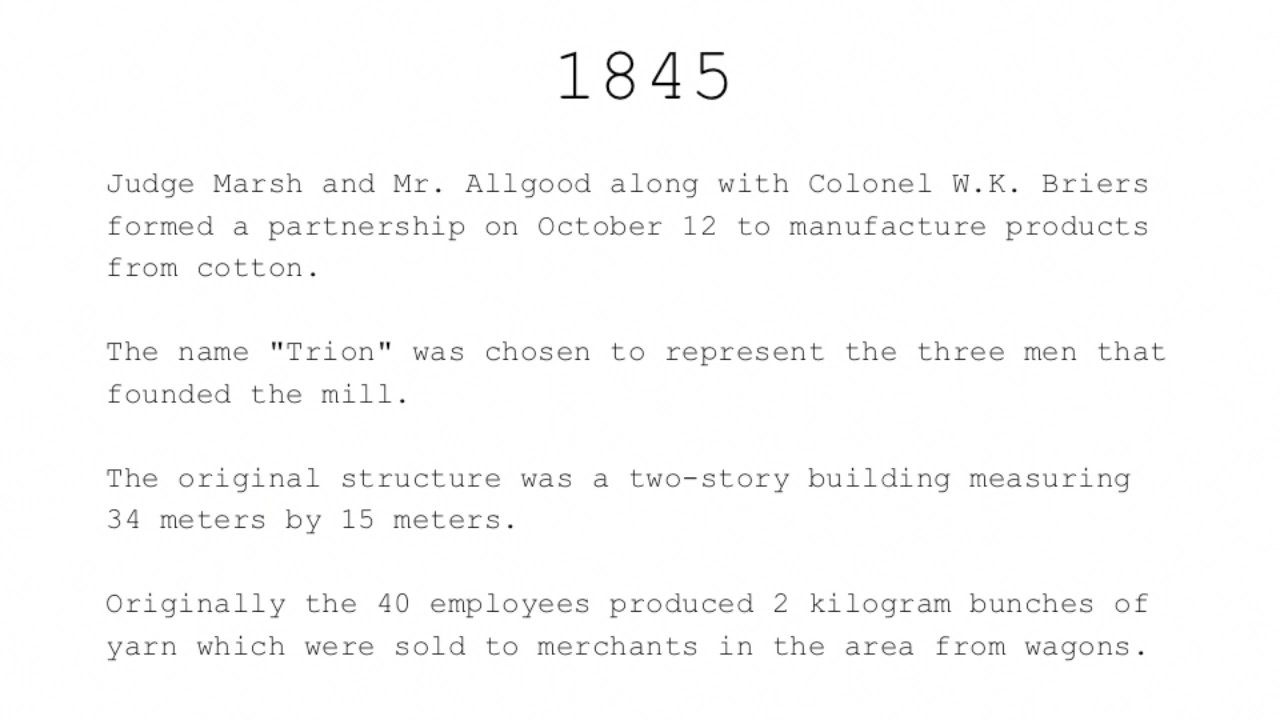 1845
Judge Marsh and Mr. Allgood along with Colonel W.K. Briers
formed a partnership on October 12 to manufacture products
from cotton.
The name "Trion" was chosen to represent the three men that
founded the mill.
The original structure was a two-story building measuring
34 meters by 15 meters.
Originally the 40 employees produced 2 kilogram bunches of
yarn which were sold to merchants in the area from wagons.